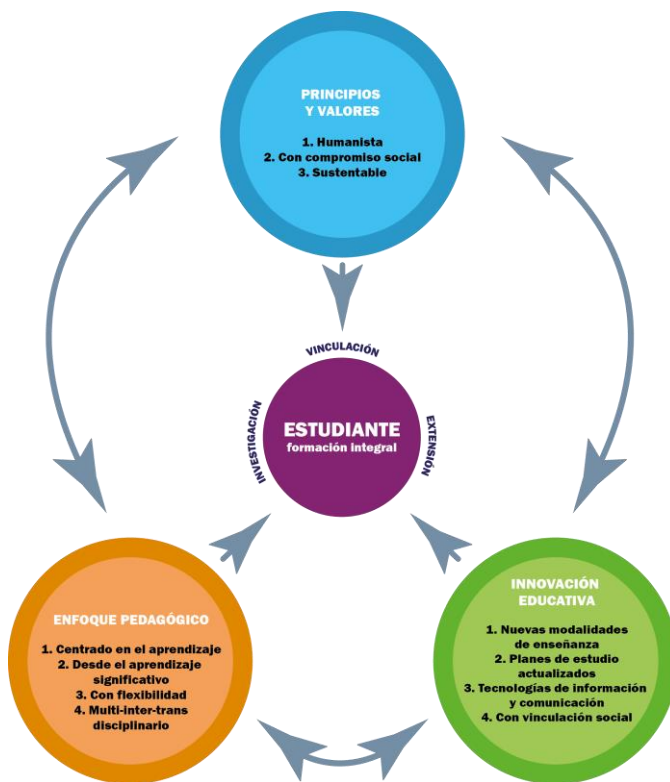 PRINCIPIOS
Y VALORES
1. Humanista
2. Con compromiso social
3. Sustentable
VINCULACIÓN
INVESTIGACIÓN
EXTENSIÓN
ESTUDIANTE
formación integral
ENFOQUE PEDAGÓGICO
1. Centrado en el aprendizaje
2. Desde el aprendizaje
significativo
3. Con flexibilidad
4. Multi-inter-trans
disciplinario
INNOVACIÓN
EDUCATIVA
1. Nuevas modalidades
de enseñanza
2. Planes de estudio
actualizados
3. Tecnologías de información
y comunicación
4. Con vinculación social